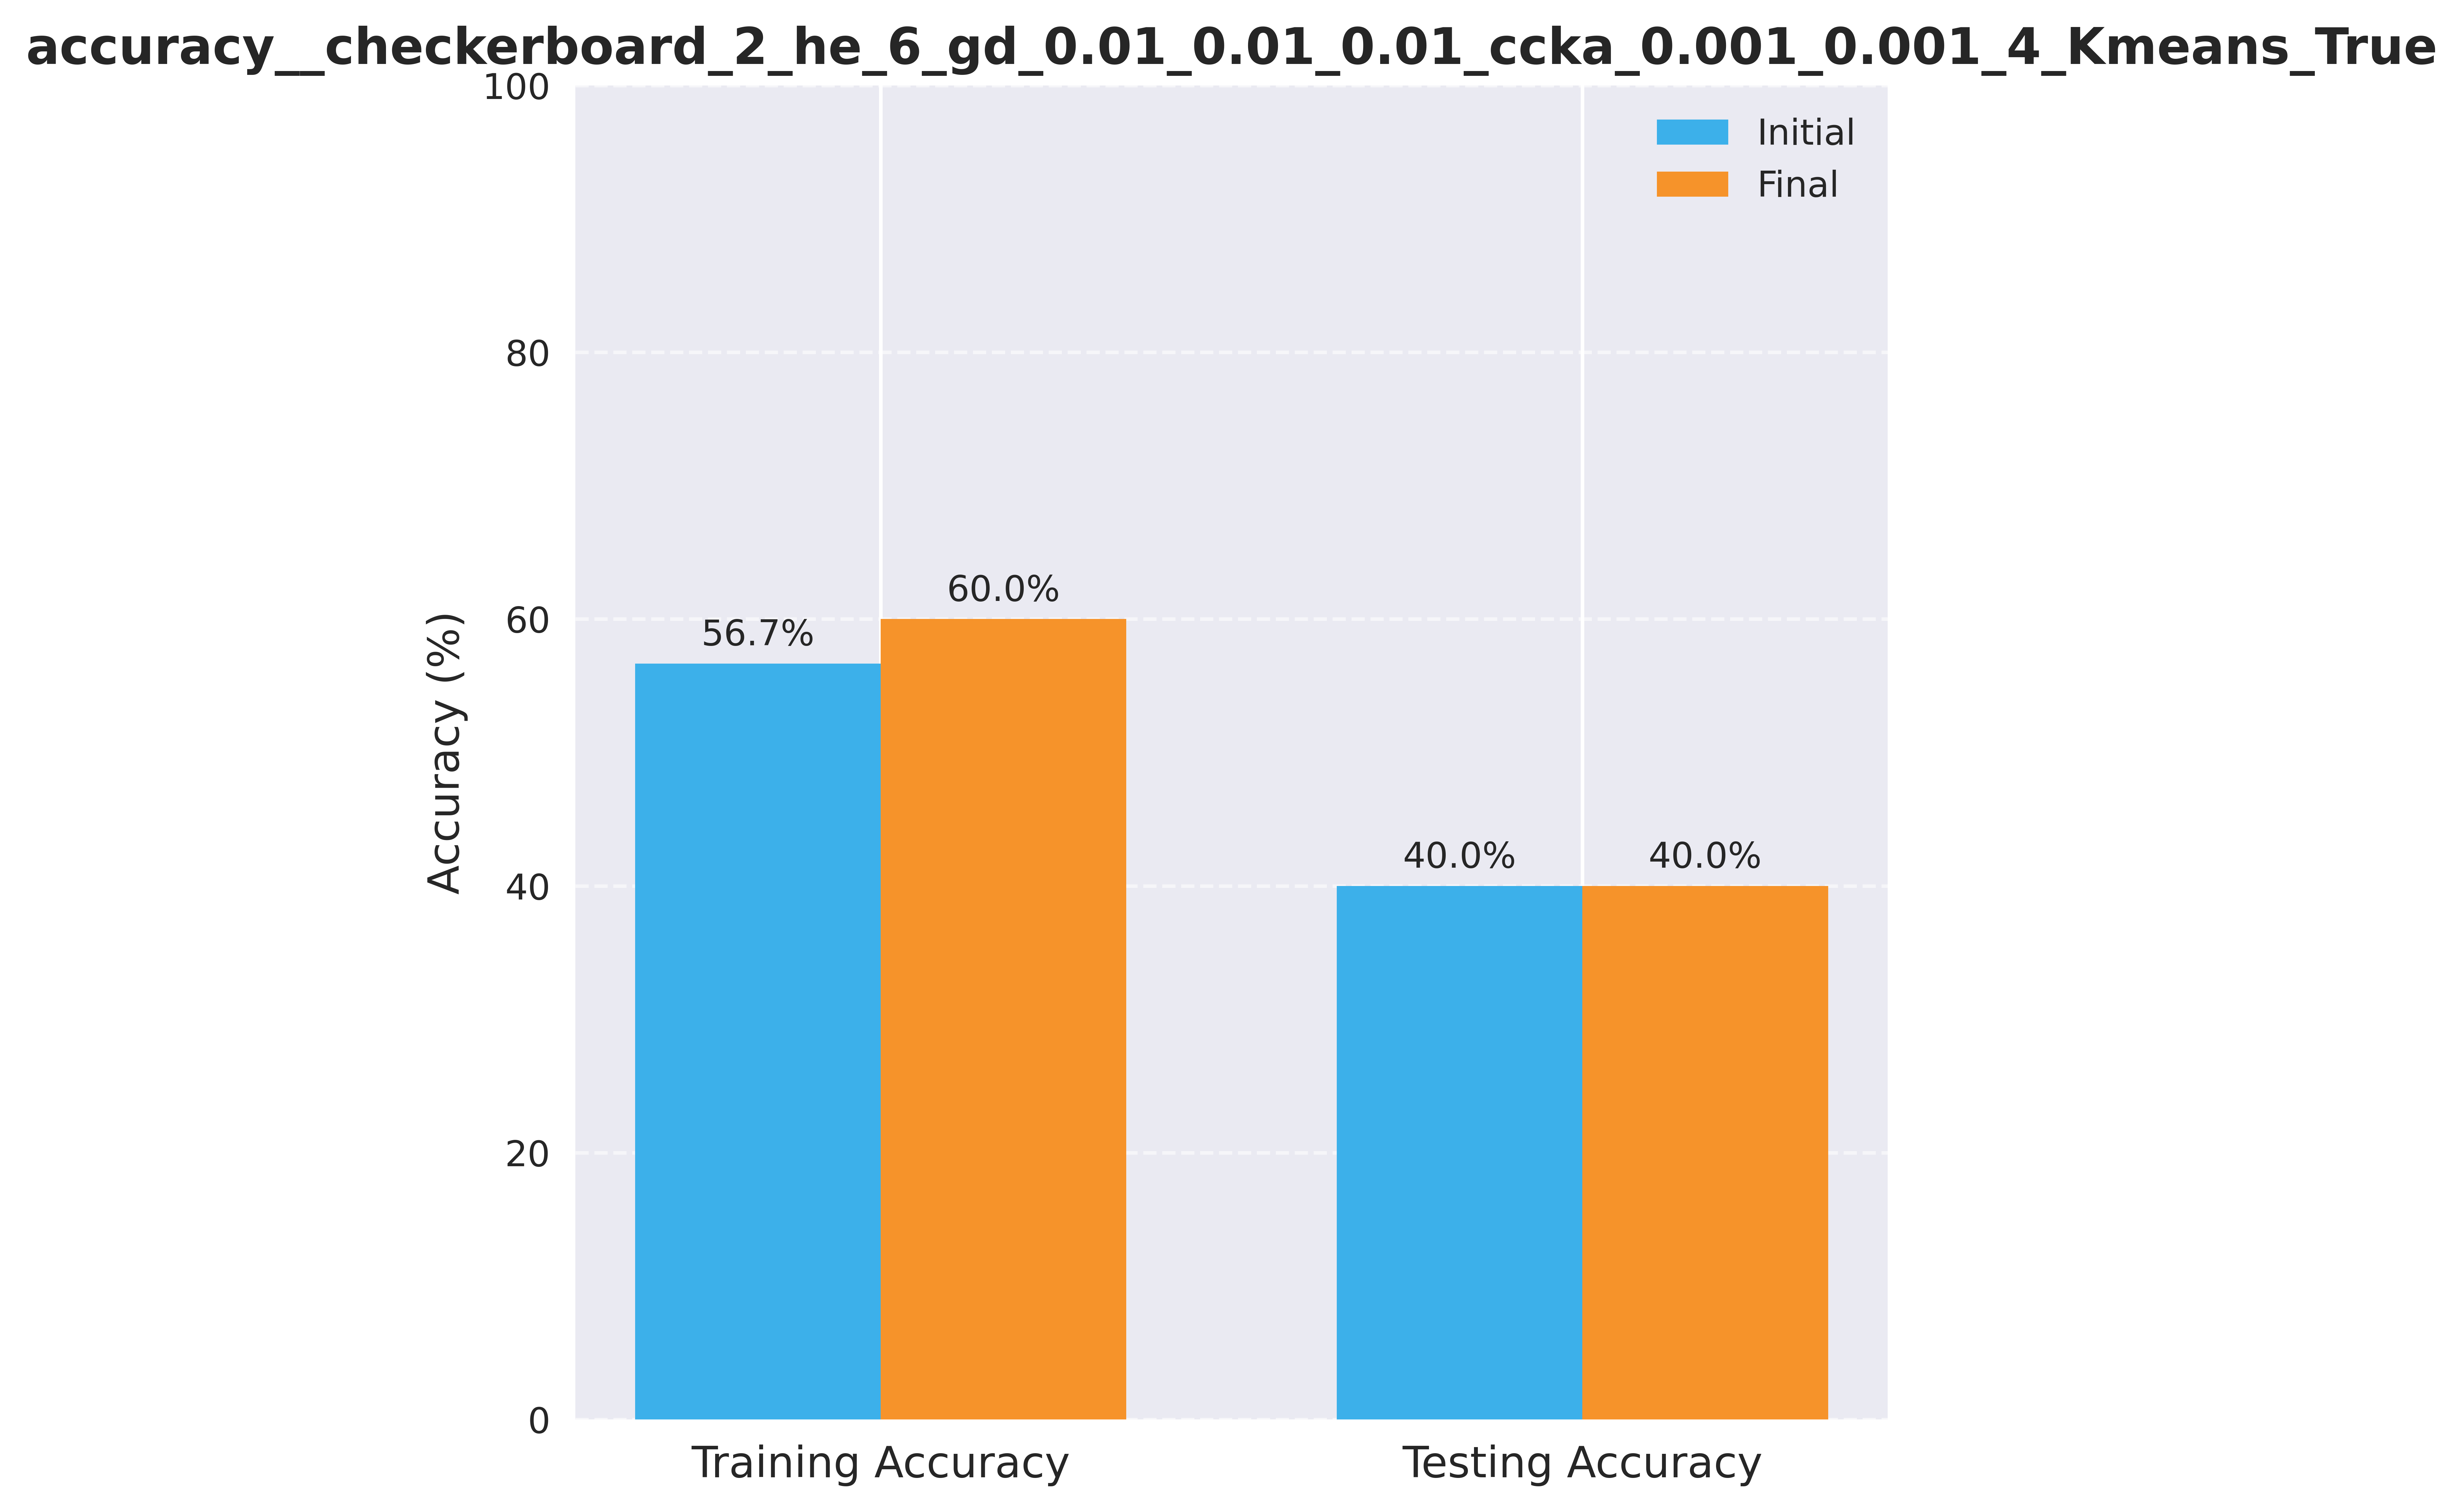 accuracy__checkerboard_2_he_6_gd_0.01_0.01_0.01_ccka_0.001_0.001_4_Kmeans_True
100
Initial
Final
80
60.0%
60
56.7%
Accuracy (%)
40.0%
40.0%
40
20
0
Training Accuracy
Testing Accuracy